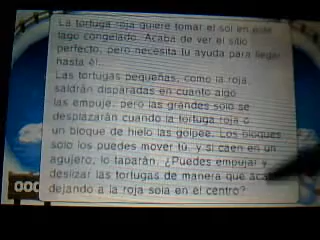 La tortuga roja quiere tomar el sol en este
lago congelado. Acaba de ver el sitio
perfecto, pero necesita tu ayuda para llegar
hasta él.
Las tortugas pequeñas, como la roja,
saldrán disparadas en cuanto algo
las empuje, pero las grandes solo se
desplazarán cuando la tortuga roja o
un bloque de hielo las golpee. Los bloques
solo los puedes mover tú, y si caen en un
agujero, lo taparán. ¿Puedes empujar y
deslizar las tortugas de manera que
dejando a la roja sola en el centro?
000